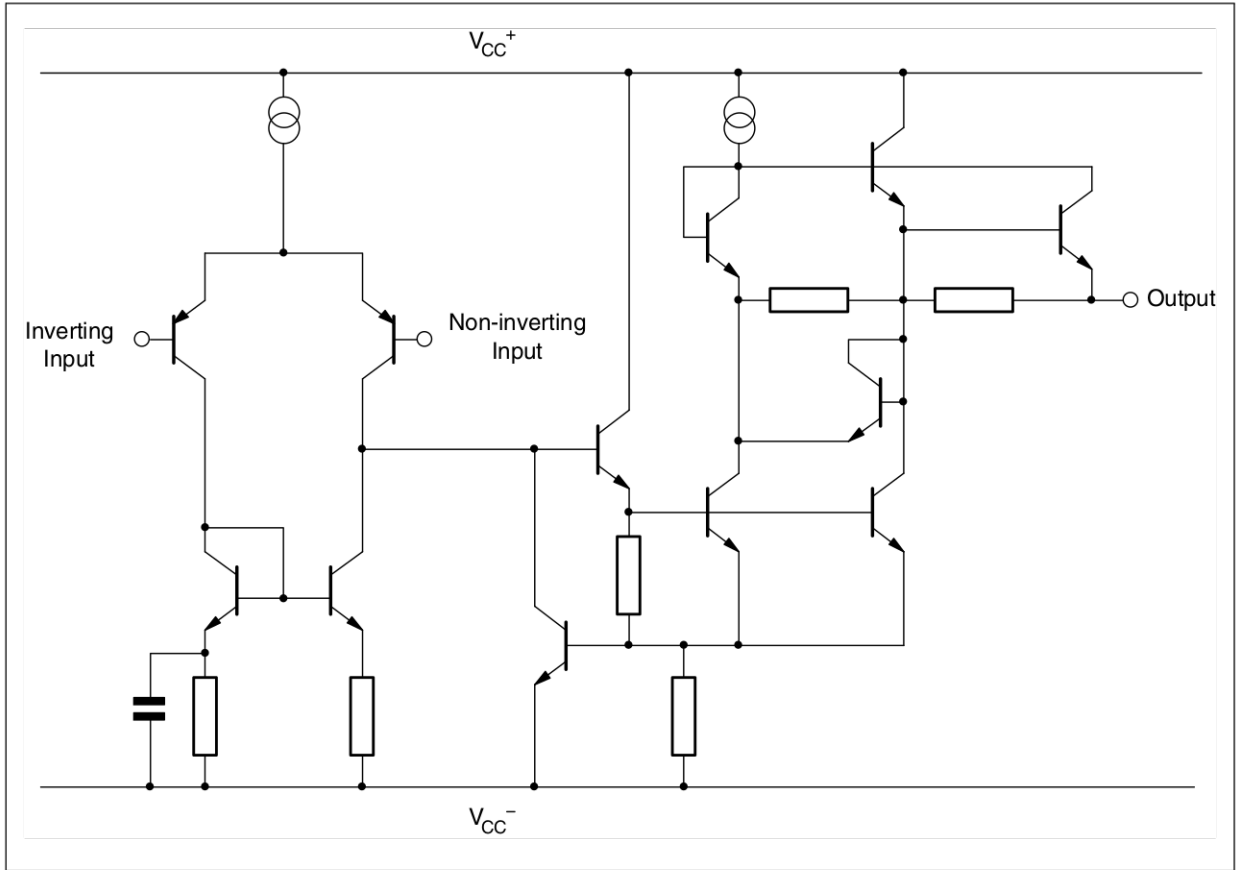 VCC+
Inverting
Input
Non-inverting
Input
Output
VCC−